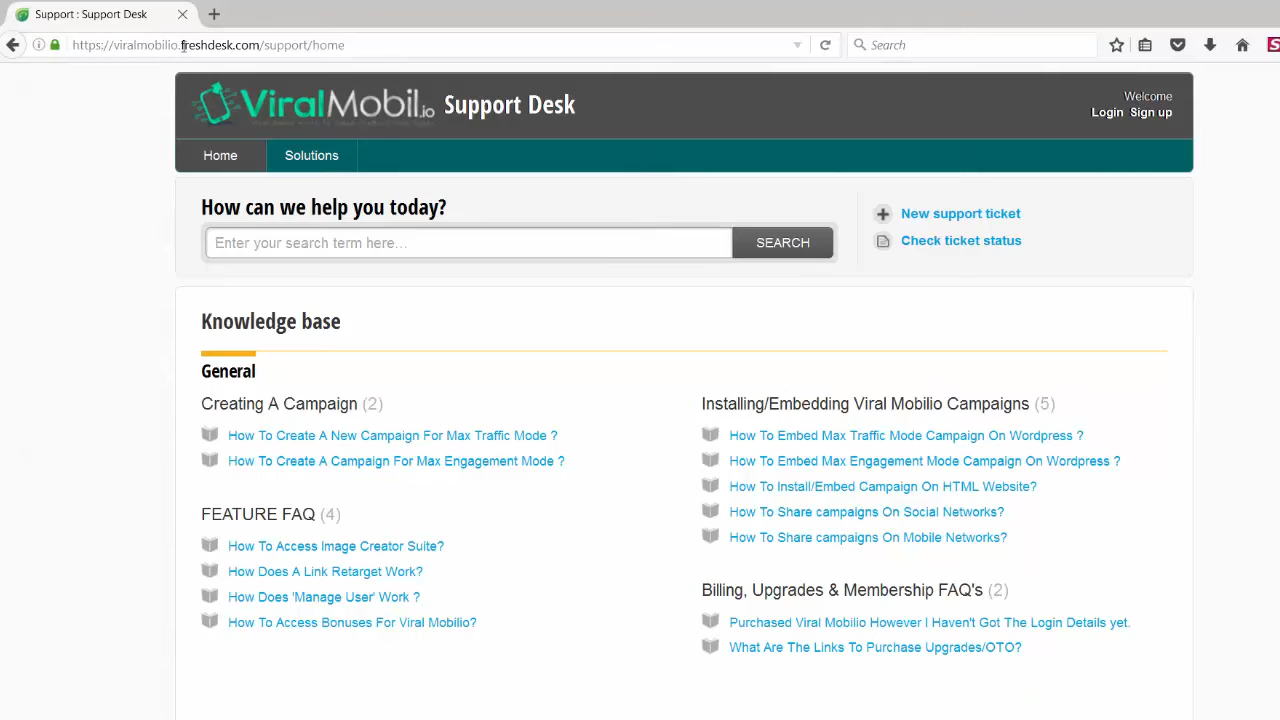 Support : Support Desk
https://viralmobilio.freshdesk.com/support/home
Search
S
ViralMobil.io Support Desk
Welcome
Login Sign up
Home
Solutions
How can we help you today?
Enter your search term here...
SEARCH
New support ticket
Check ticket status
Knowledge base
General
Creating A Campaign (2)
How To Create A New Campaign For Max Traffic Mode ?
How To Create A Campaign For Max Engagement Mode ?
FEATURE FAQ (4)
How To Access Image Creator Suite?
How Does A Link Retarget Work?
How Does 'Manage User' Work ?
How To Access Bonuses For Viral Mobilio?
Installing/Embedding Viral Mobilio Campaigns (5)
How To Embed Max Traffic Mode Campaign On Wordpress ?
How To Embed Max Engagement Mode Campaign On Wordpress ?
How To Install/Embed Campaign On HTML Website?
How To Share campaigns On Social Networks?
How To Share campaigns On Mobile Networks?
Billing, Upgrades & Membership FAQ's (2)
Purchased Viral Mobilio However I Haven't Got The Login Details yet.
What Are The Links To Purchase Upgrades/OTO?